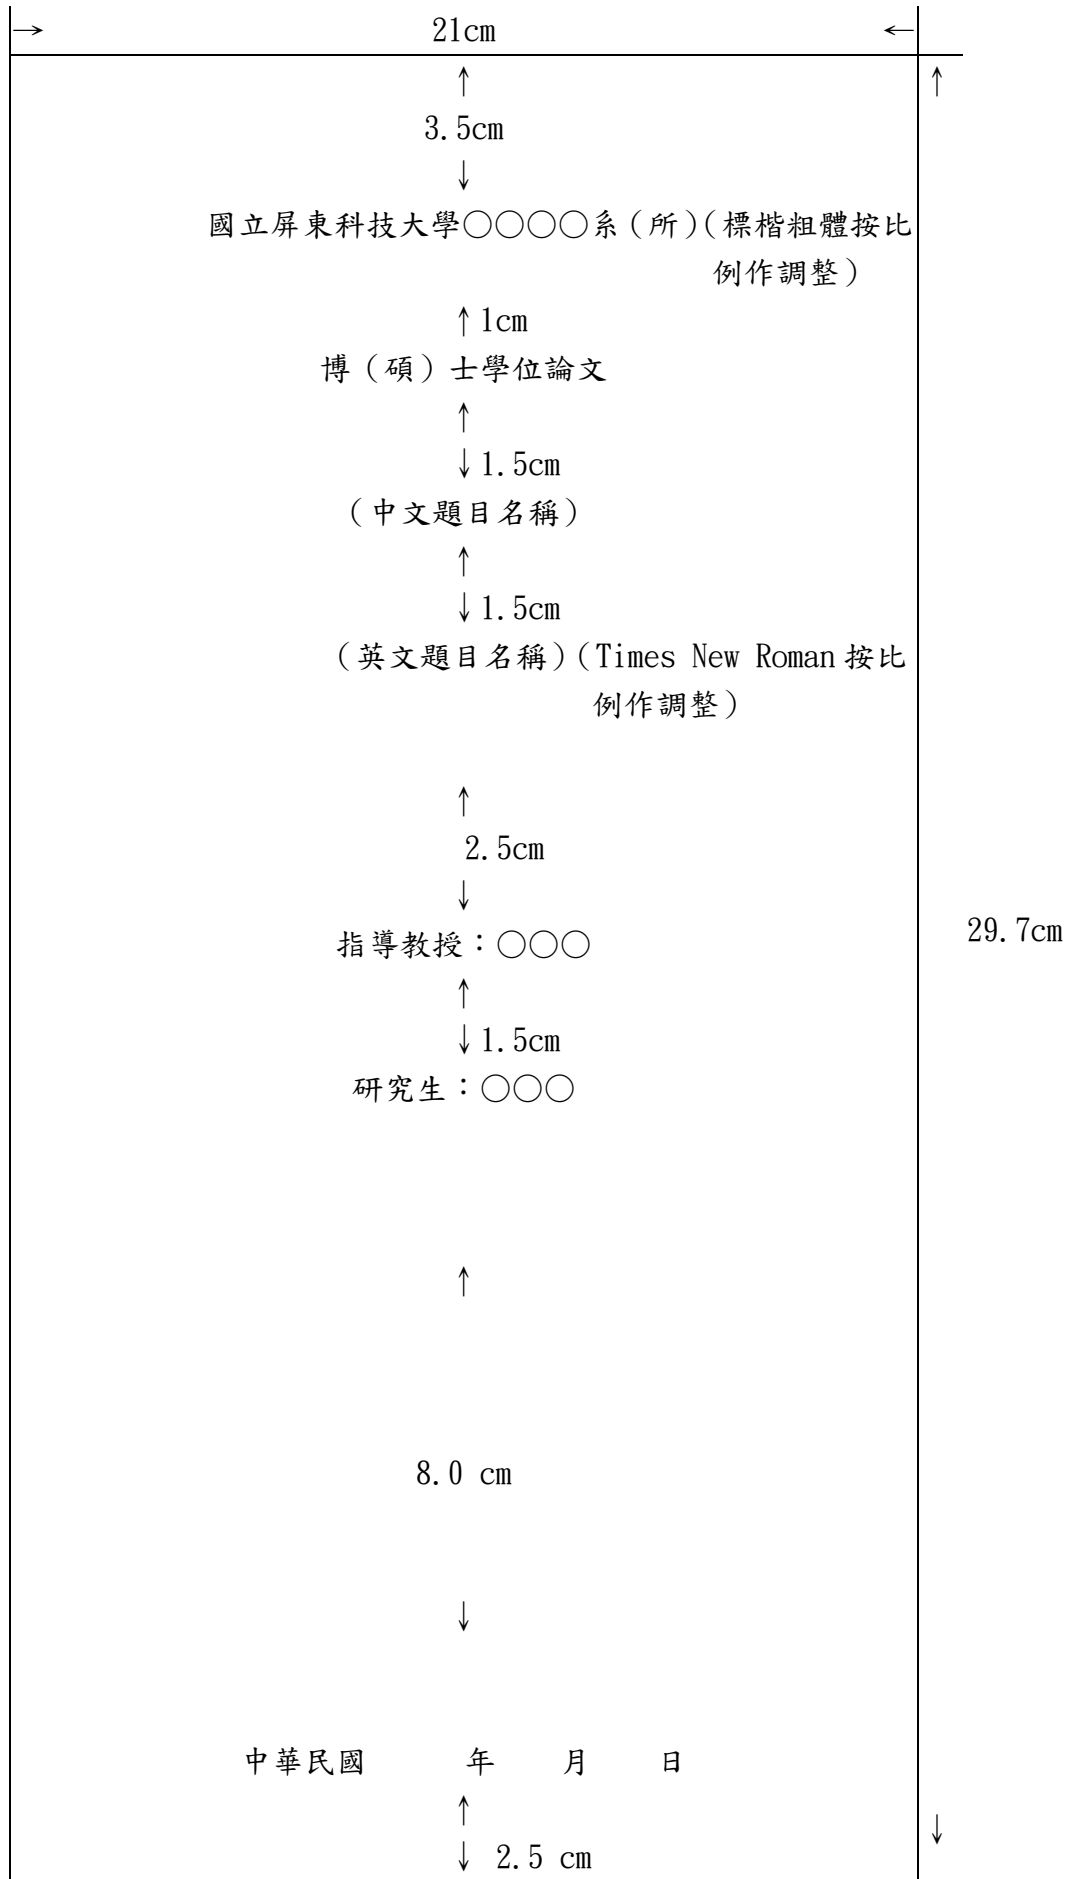 → 21cm ←
↑ ↑
3.5cm
↓
國立屏東科技大學○○○○系（所）（標楷粗體按比
例作調整）
↑1cm
博（碩）士學位論文
↑
↓1.5cm
（中文題目名稱）
↑
↓1.5cm
（英文題目名稱）（Times New Roman 按比
例作調整）
↑
2.5cm
↓
指導教授：○○○
29.7cm
↑
↓1.5cm
研究生：○○○
↑
8.0 cm
↓
中華民國 年 月 日
↑
↓ 2.5 cm
↓